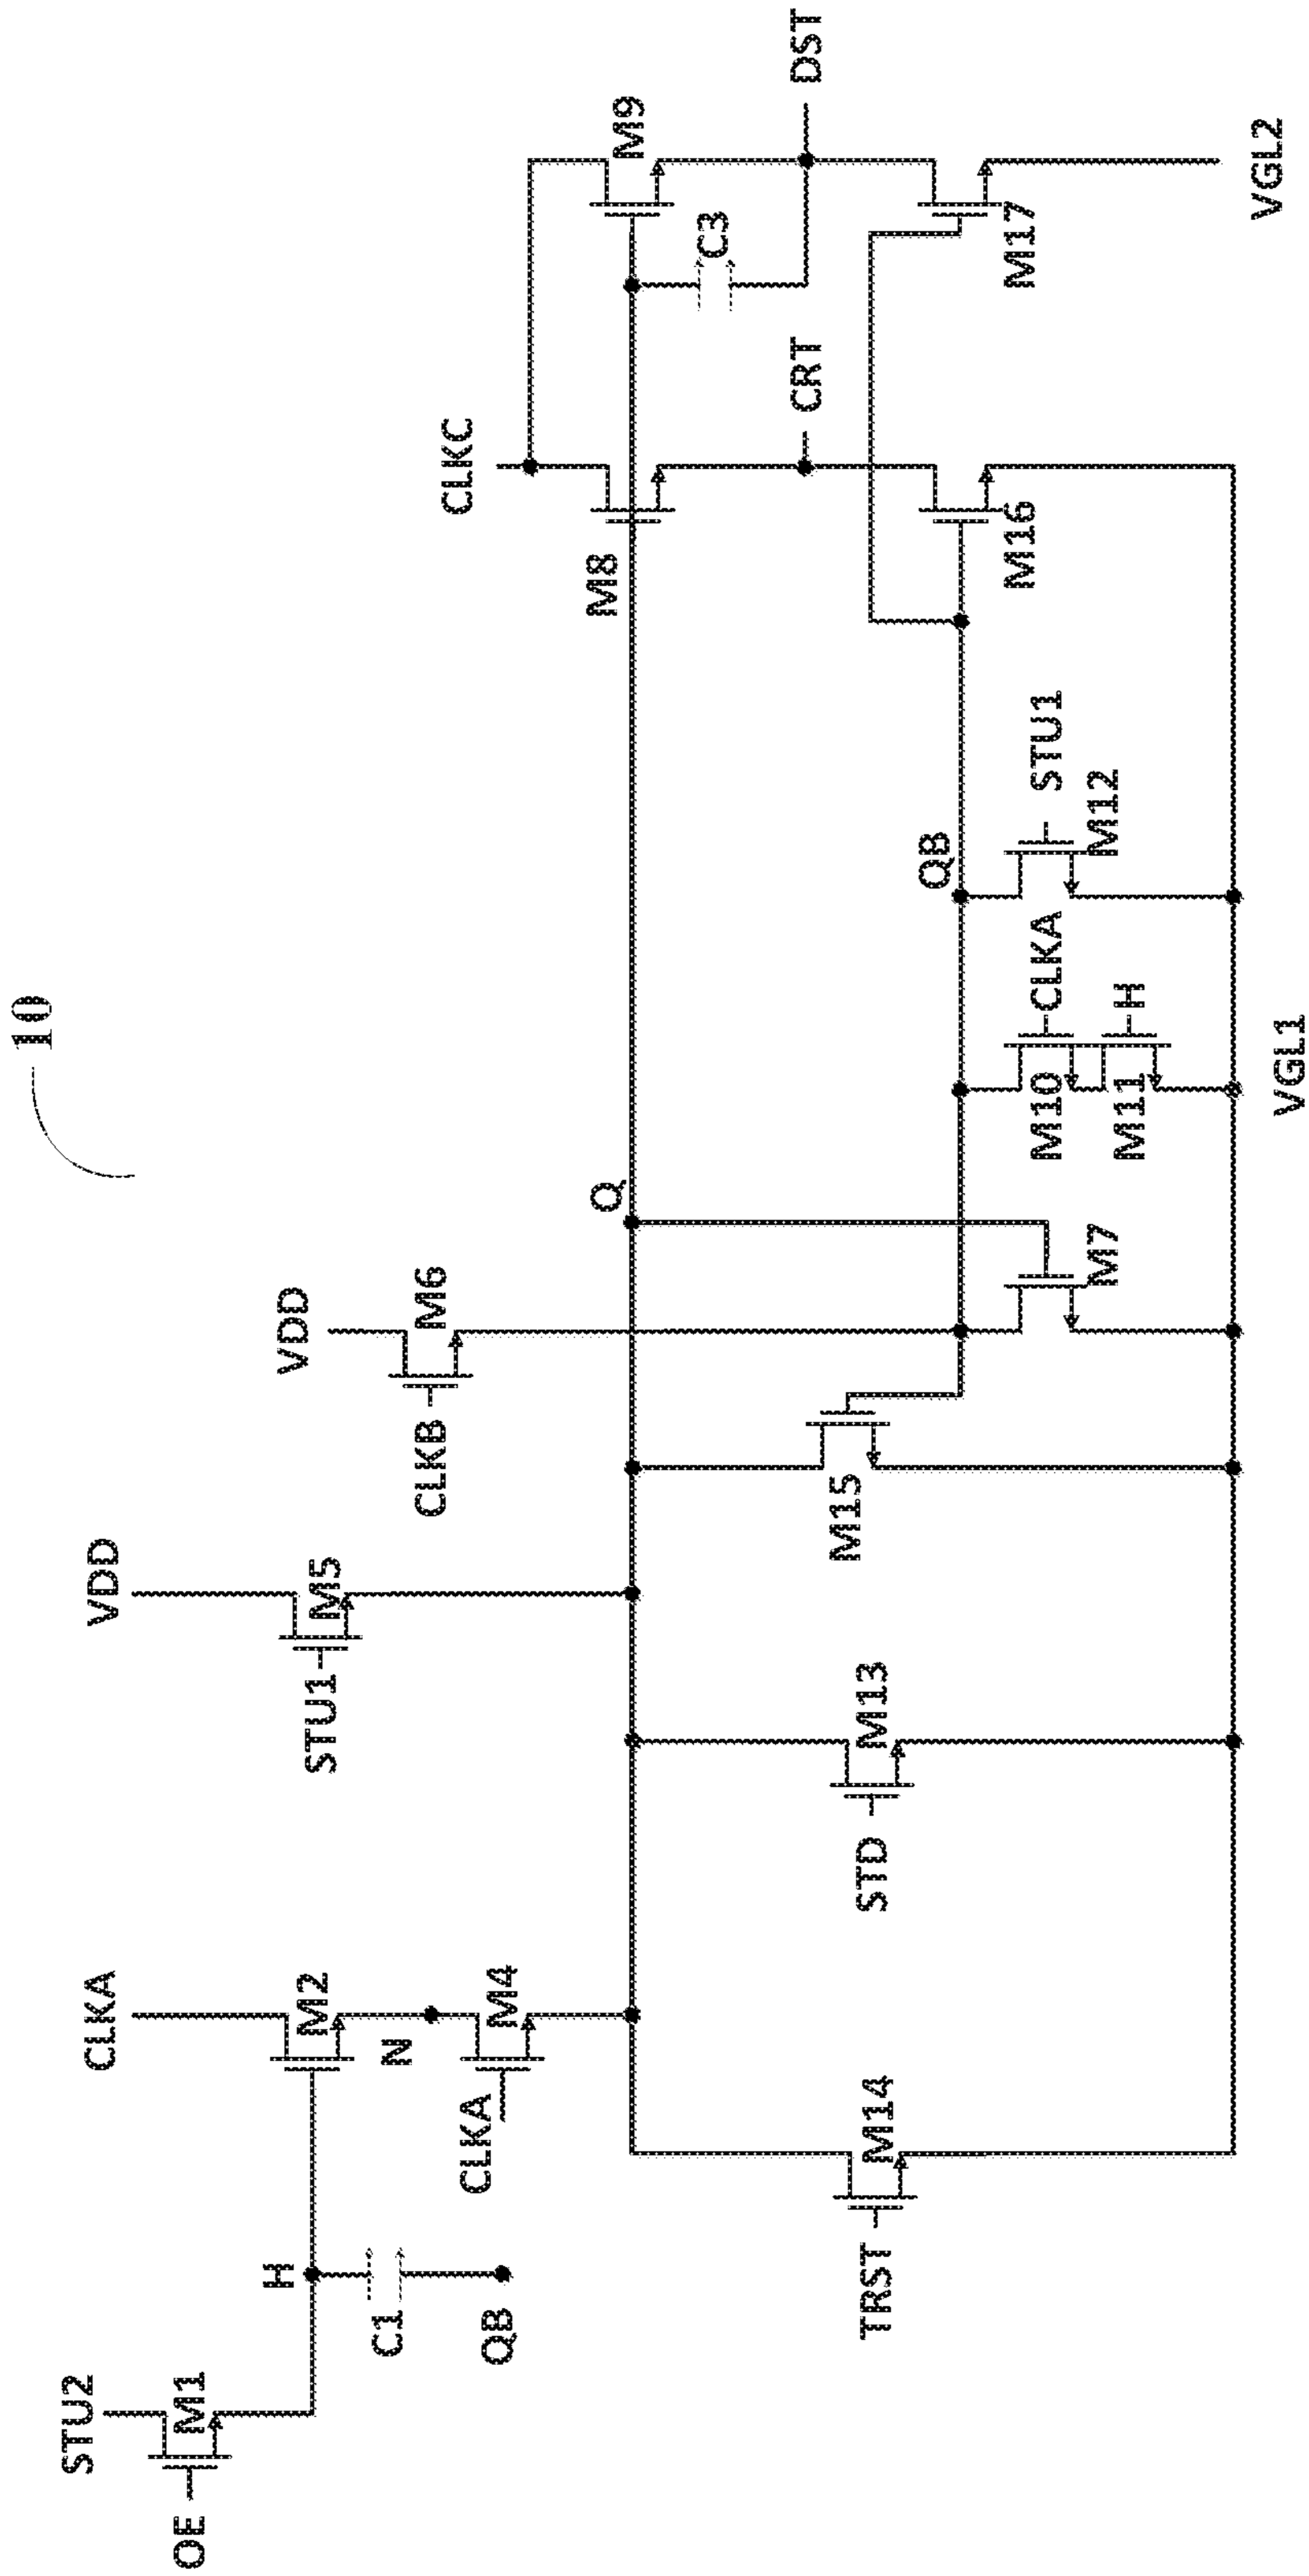 10
STU2
OE
M1
H
C1
QB
CLKA
M2
N
CLKA
M4
TRST
M14
STD
M13
VDD
STU1
M5
VDD
CLKB
M6
M15
Q
M7
M10
CLKA
M11
H
QB
STU1
M12
VGL1
CLKC
M8
CRT
M16
M9
C3
DST
M17
VGL2